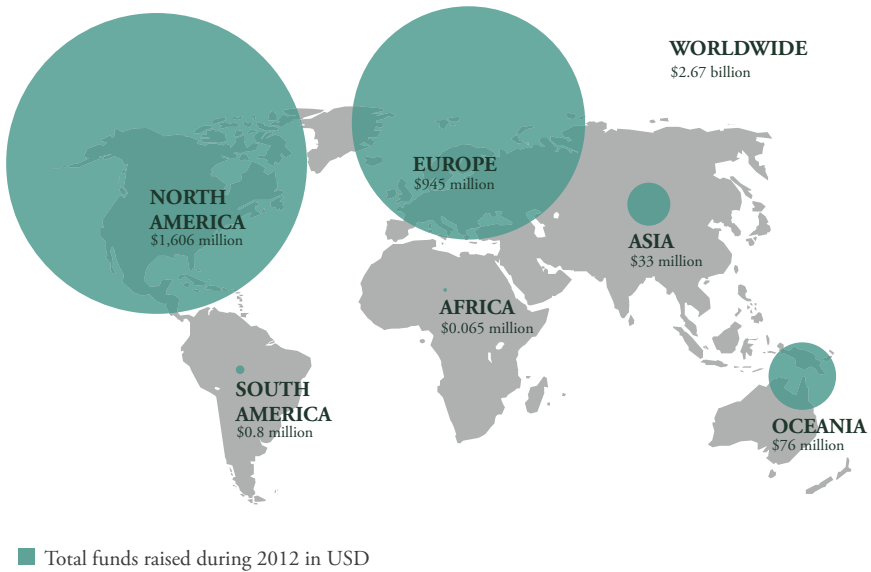 WORLDWIDE
$2.67 billion
EUROPE
$945 million
NORTH
AMERICA
$1,606 million
ASIA
$33 million
AFRICA
$0.065 million
SOUTH
AMERICA
$0.8 million
OCEANIA
$76 million
Total funds raised during 2012 in USD